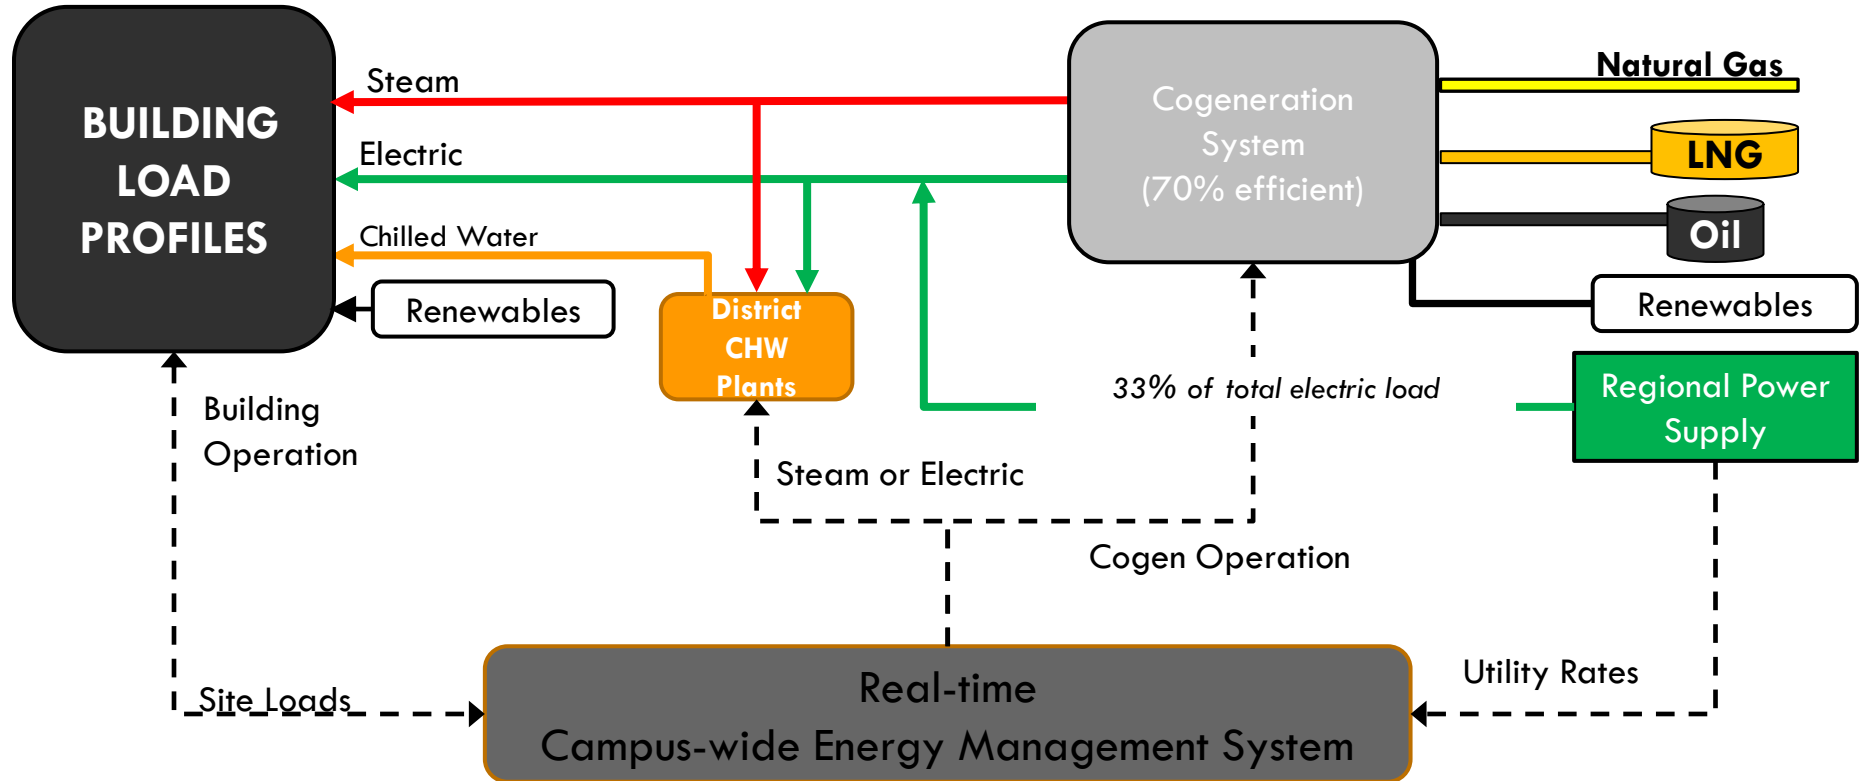 BUILDING
LOAD
PROFILES
Steam
Electric
Chilled Water
Renewables
District
CHW
Plants
Cogeneration
System
(70% efficient)
Natural Gas
LNG
Oil
Renewables
Regional Power
Supply
33% of total electric load
Building
Operation
Steam or Electric
Cogen Operation
Site Loads
Utility Rates
Real-time
Campus-wide Energy Management System